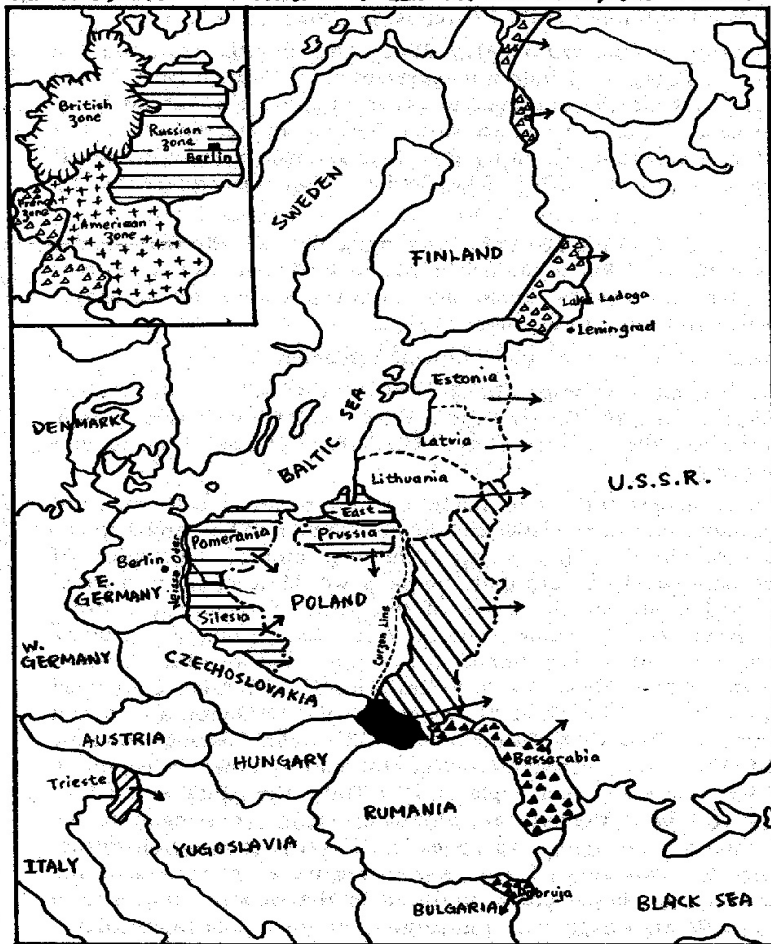 British
Zone
Russian
Zone
Berlin
French
Zone
American
Zone
SWEDEN
FINLAND
Lake Ladoga
Leningrad
Estonia
DENMARK
BALTIC SEA
Latvia
Lithuania
U.S.S.R.
East
Prussia
Pomerania
Berlin
E.
GERMANY
Oder
POLAND
Silesia
Curzon Line
W.
GERMANY
CZECHOSLOVAKIA
AUSTRIA
HUNGARY
Bessarabia
Trieste
RUMANIA
YUGOSLAVIA
ITALY
BULGARIA
BLACK SEA